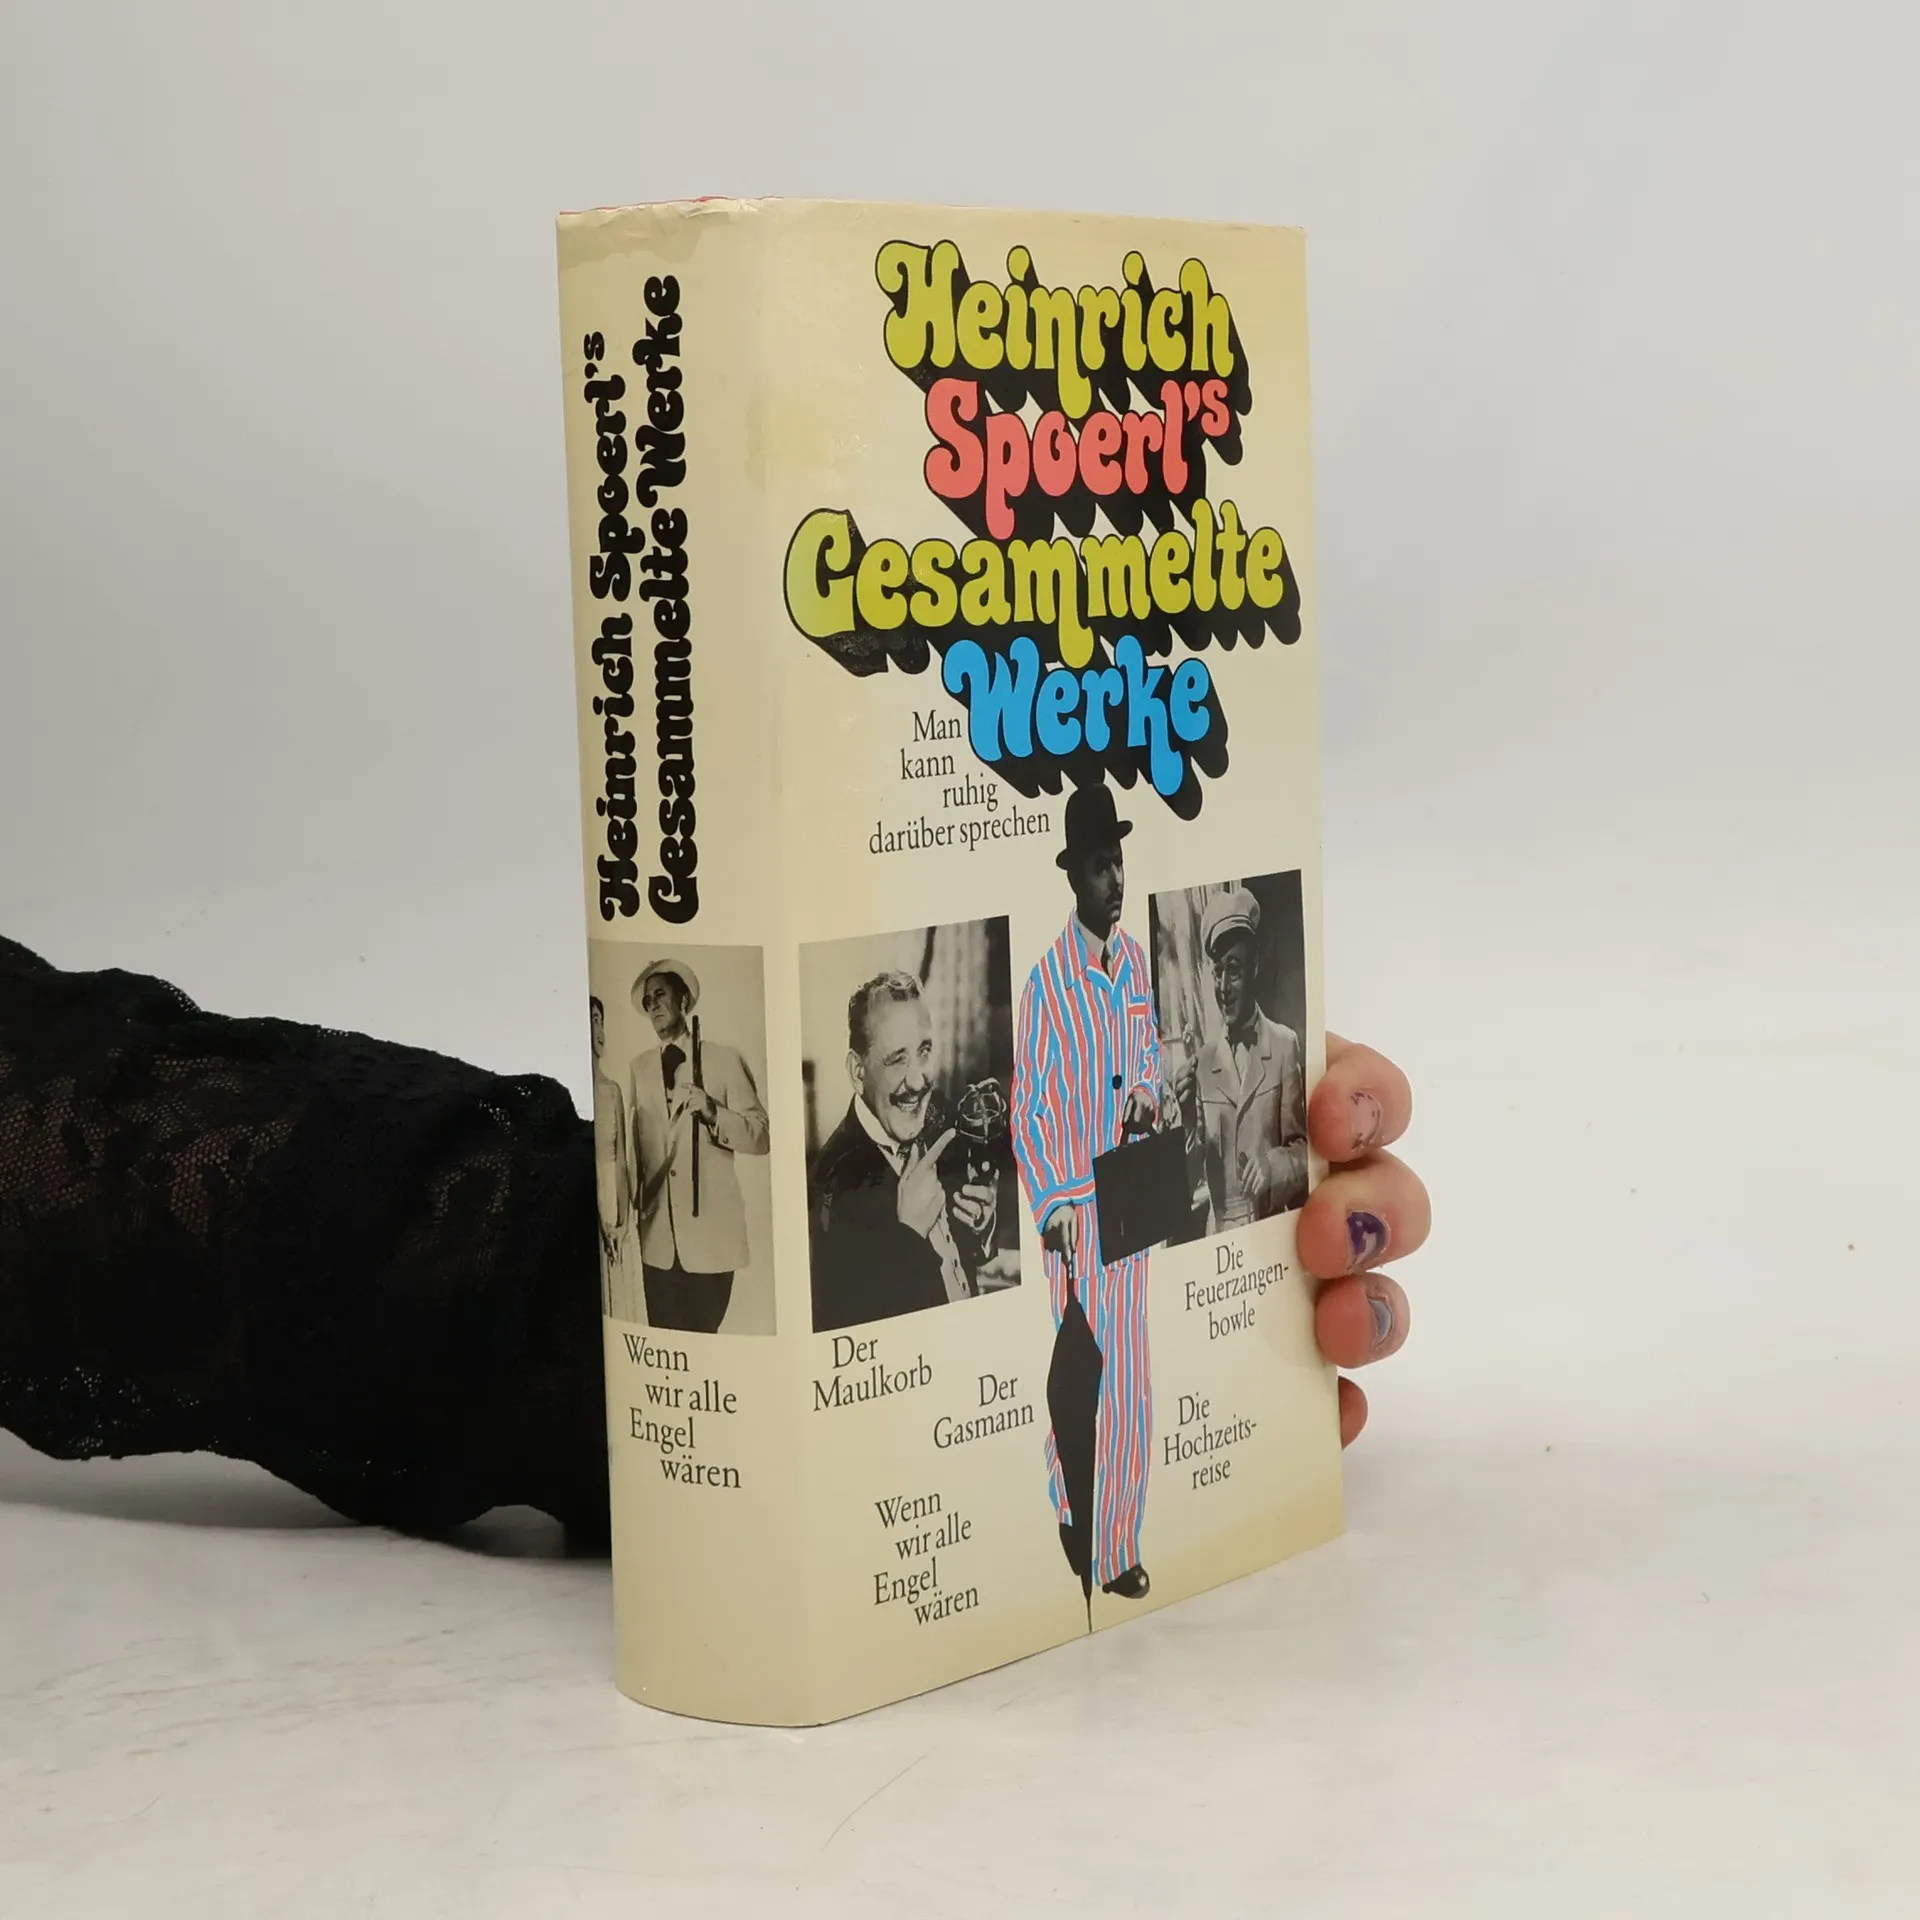 Heinrich Spoerl's
Gesammelte Werke
Wenn
wir alle
Engel
wären
Heinrich
Spoerl's
Gesammelte
Werke
Man
kann
ruhig
darüber sprechen
Der
Maulkorb
Der
Gasmann
Die
Feuerzangen-
bowle
Die
Hochzeits-
reise
Wenn
wir alle
Engel
wären